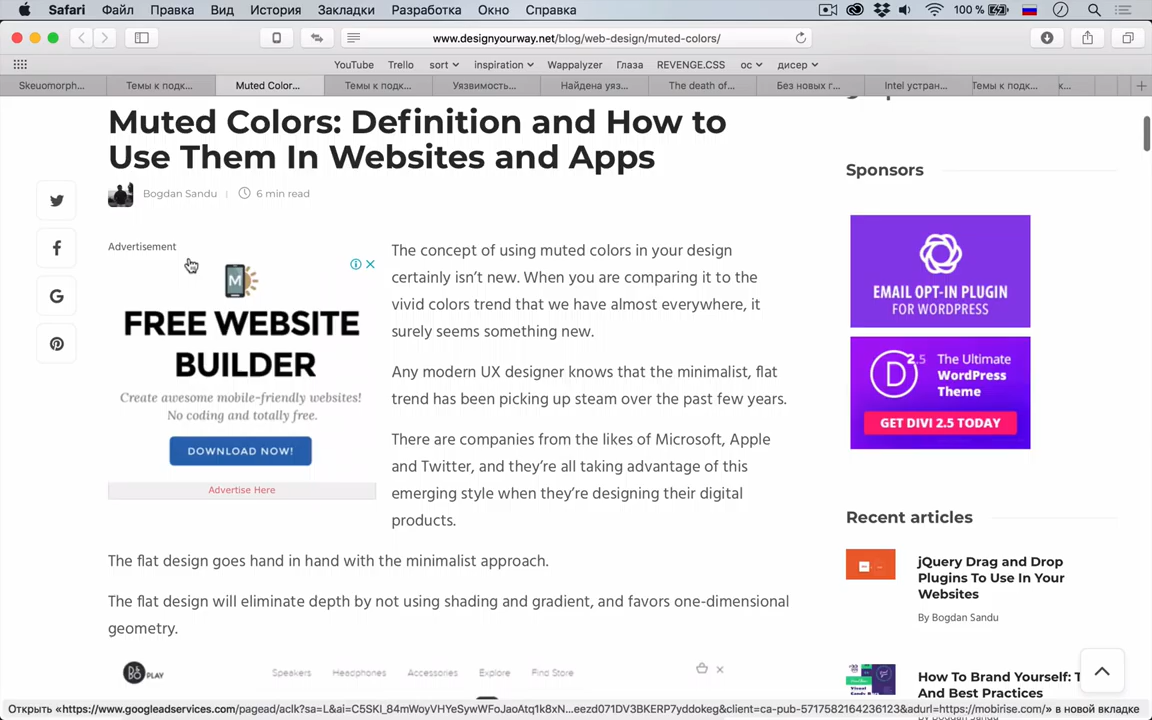 Safari Файл Правка Вид История Закладки Разработка Окно Справка 100 %
www.designyourway.net/blog/web-design/muted-colors/
YouTube Trello sort inspiration Wappalyzer Глаза REVENGE.CSS ос дисер
Skeuomorph... Темы к подк... Muted Color... Темы к подк... Уязвимость... Найдена уяз... The death of... Без новых г... Intel устран... Темы к подк... к...
Muted Colors: Definition and How to
Use Them In Websites and Apps
Bogdan Sandu 6 min read
Advertisement
FREE WEBSITE
BUILDER
Create awesome mobile-friendly websites!
No coding and totally free.
DOWNLOAD NOW!
Advertise Here
The concept of using muted colors in your design
certainly isn't new. When you are comparing it to the
vivid colors trend that we have almost everywhere, it
surely seems something new.
Any modern UX designer knows that the minimalist, flat
trend has been picking up steam over the past few years.
There are companies from the likes of Microsoft, Apple
and Twitter, and they're all taking advantage of this
emerging style when they're designing their digital
products.
The flat design goes hand in hand with the minimalist approach.
The flat design will eliminate depth by not using shading and gradient, and favors one-dimensional
geometry.
PLAY Speakers Headphones Accessories Explore Find Store
Sponsors
EMAIL OPT-IN PLUGIN
FOR WORDPRESS
D 2.5 The Ultimate
WordPress
Theme
GET DIVI 2.5 TODAY
Recent articles
jQuery Drag and Drop
Plugins To Use In Your
Websites
By Bogdan Sandu
How To Brand Yourself: T
And Best Practices
By Bogdan Sandu
Открыть «https://www.googleadservices.com/pagead/aclk?sa=L&ai=C5SKI_84mWoyVHYeSywWFoJaoAtq1k8xN...eezd071DV3BKERP7yddokeg&client=ca-pub-5717582164236123&adurl=https://mobirise.com/» в новой вкладке